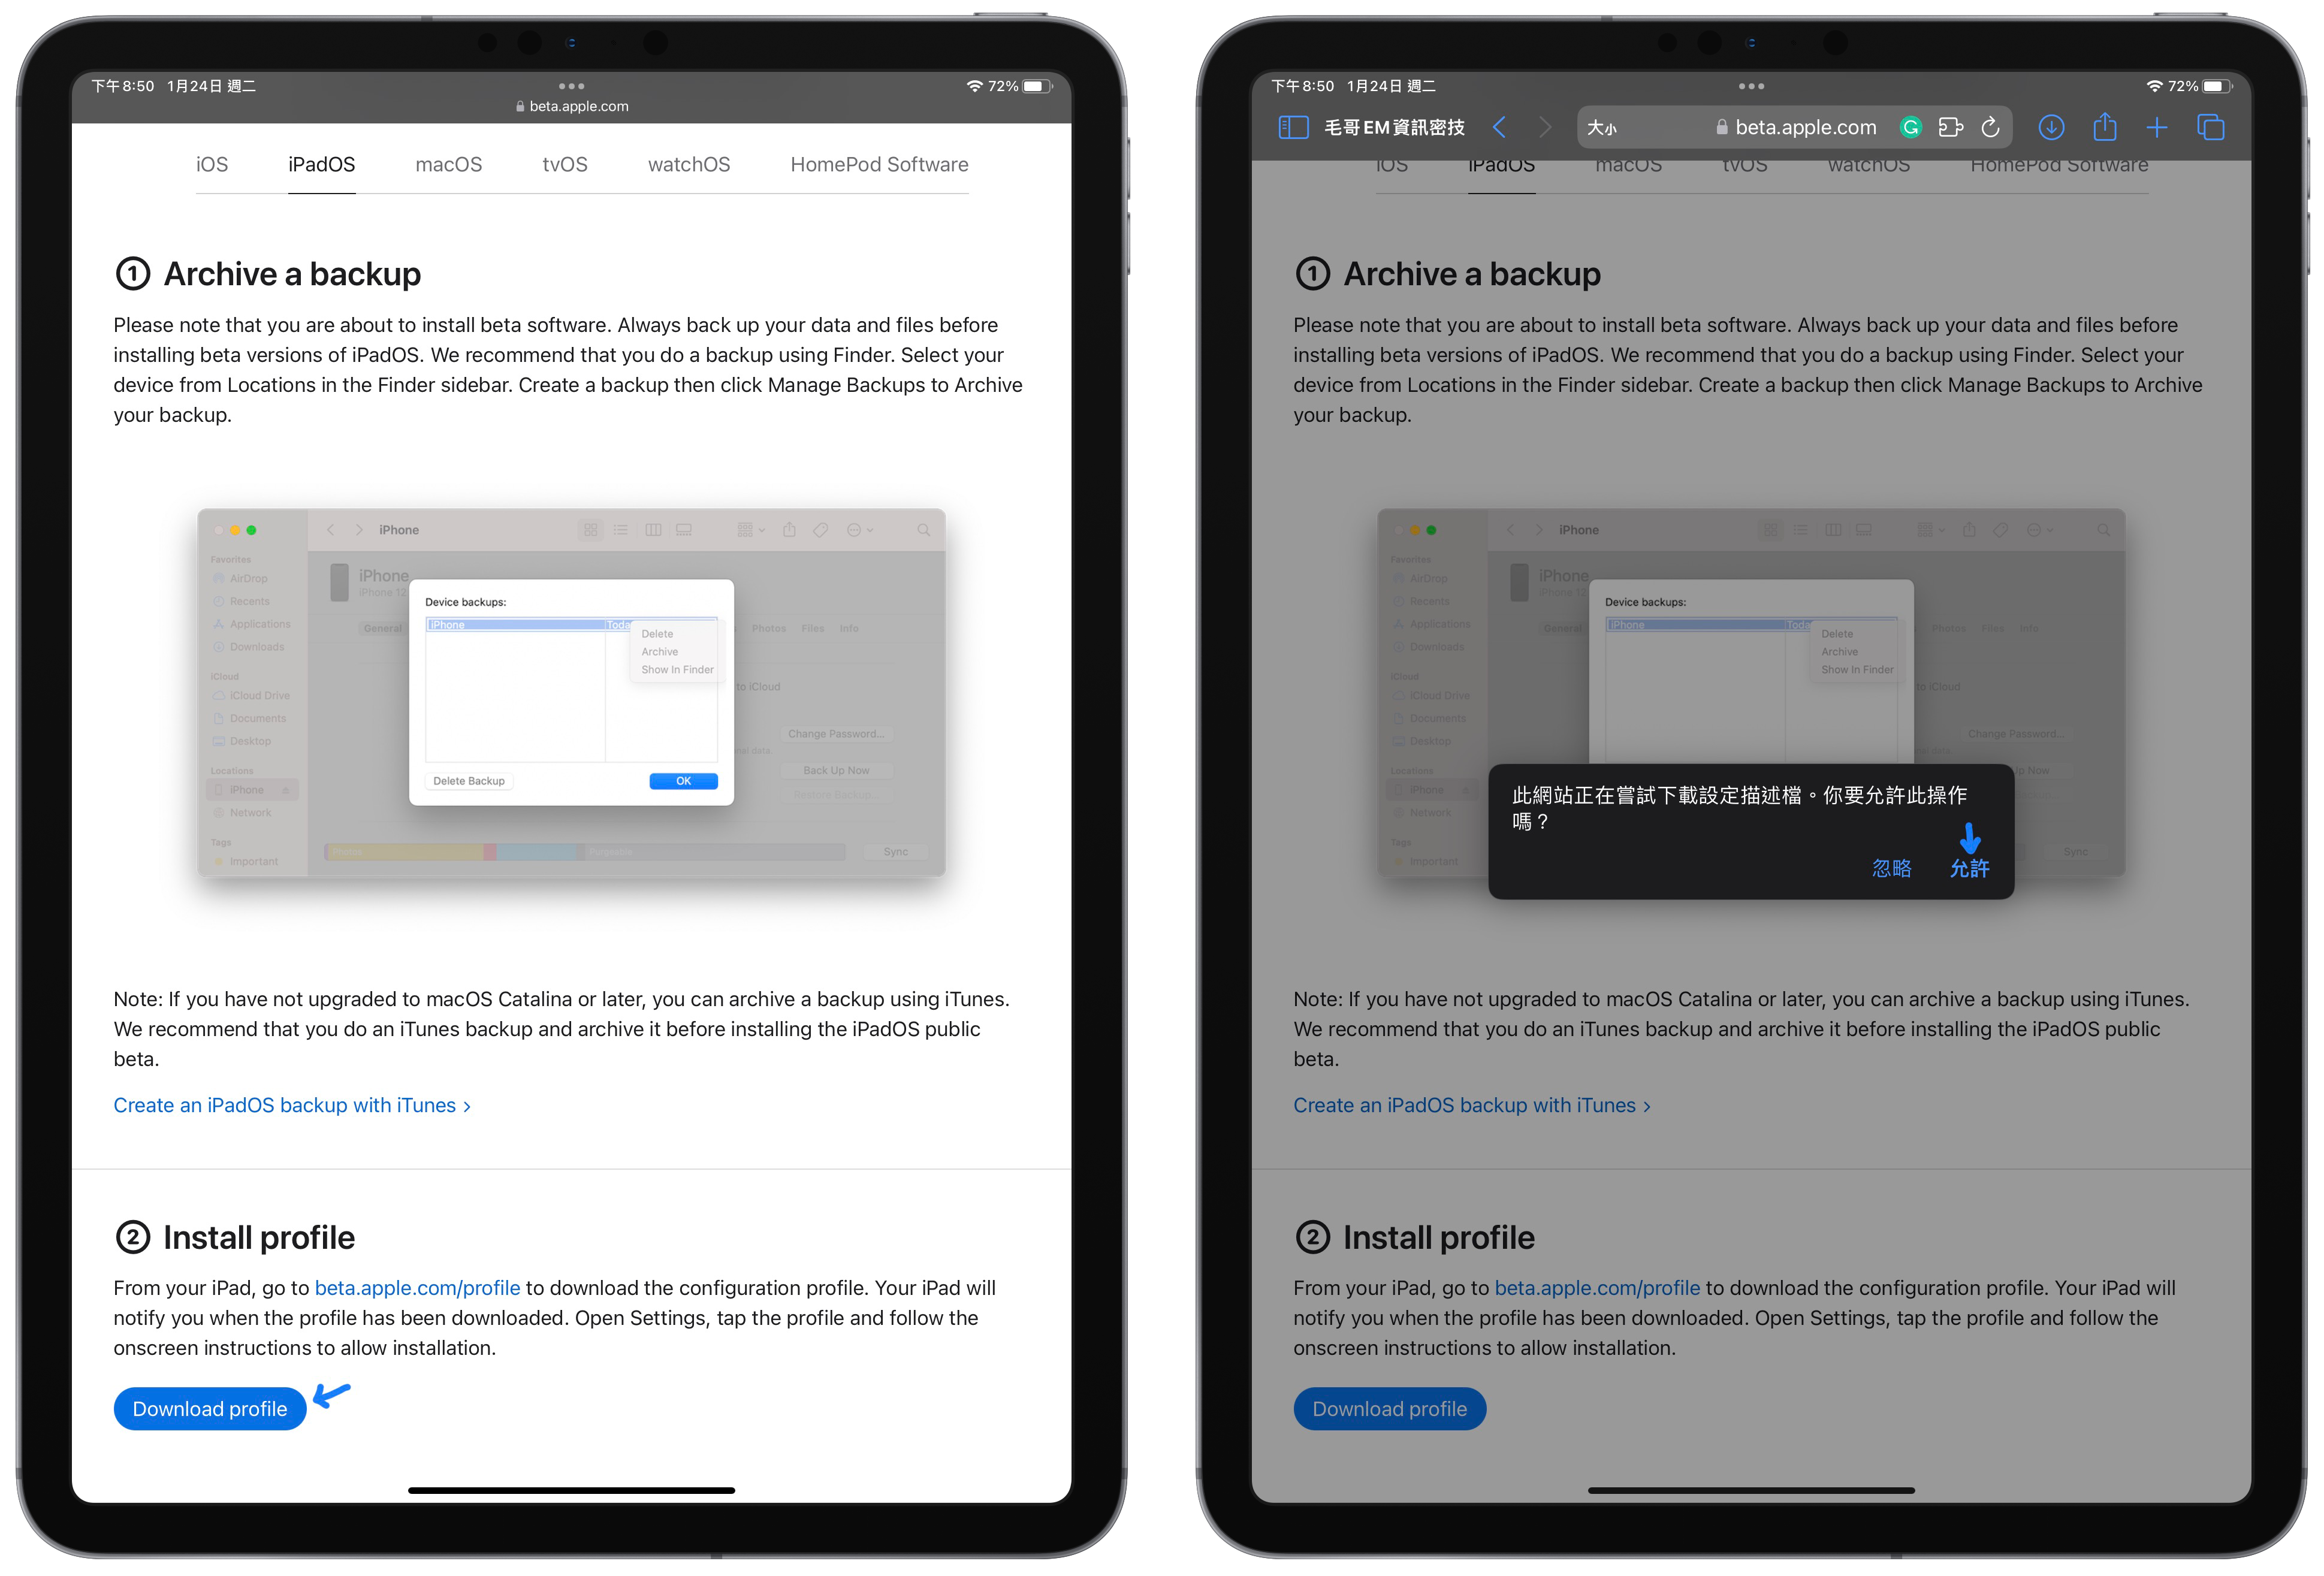 下午8:50 1月24日 週二
72%
beta.apple.com
iOS iPadOS macOS tvOS watchOS HomePod Software
1 Archive a backup
Please note that you are about to install beta software. Always back up your data and files before
installing beta versions of iPadOS. We recommend that you do a backup using Finder. Select your
device from Locations in the Finder sidebar. Create a backup then click Manage Backups to Archive
your backup.
iPhone
Favorites
AirDrop
Recents
Applications
Downloads
iCloud
iCloud Drive
Documents
Desktop
Locations
iPhone
Network
Tags
Important
iPhone
iPhone 12
General
Photos Files Info
Device backups:
iPhone
Toda
Delete
Archive
Show In Finder
to iCloud
Change Password...
nal data.
Back Up Now
Restore Backup...
Delete Backup
OK
Sync
Note: If you have not upgraded to macOS Catalina or later, you can archive a backup using iTunes.
We recommend that you do an iTunes backup and archive it before installing the iPadOS public
beta.
Create an iPadOS backup with iTunes >
2 Install profile
From your iPad, go to beta.apple.com/profile to download the configuration profile. Your iPad will
notify you when the profile has been downloaded. Open Settings, tap the profile and follow the
onscreen instructions to allow installation.
Download profile
下午8:50 1月24日 週二
72%
毛哥EM資訊密技
大小
beta.apple.com
iOS iPadOS macOS tvOS watchOS HomePod Software
1 Archive a backup
Please note that you are about to install beta software. Always back up your data and files before
installing beta versions of iPadOS. We recommend that you do a backup using Finder. Select your
device from Locations in the Finder sidebar. Create a backup then click Manage Backups to Archive
your backup.
iPhone
Favorites
AirDrop
Recents
Applications
Downloads
iCloud
iCloud Drive
Documents
Desktop
Locations
iPhone
Network
Tags
Important
iPhone
iPhone 12
General
Photos Files Info
Device backups:
iPhone
Toda
Delete
Archive
Show In Finder
to iCloud
Change Password...
nal data.
Up Now
Sync
此網站正在嘗試下載設定描述檔。你要允許此操作
嗎？
忽略 允許
Note: If you have not upgraded to macOS Catalina or later, you can archive a backup using iTunes.
We recommend that you do an iTunes backup and archive it before installing the iPadOS public
beta.
Create an iPadOS backup with iTunes >
2 Install profile
From your iPad, go to beta.apple.com/profile to download the configuration profile. Your iPad will
notify you when the profile has been downloaded. Open Settings, tap the profile and follow the
onscreen instructions to allow installation.
Download profile